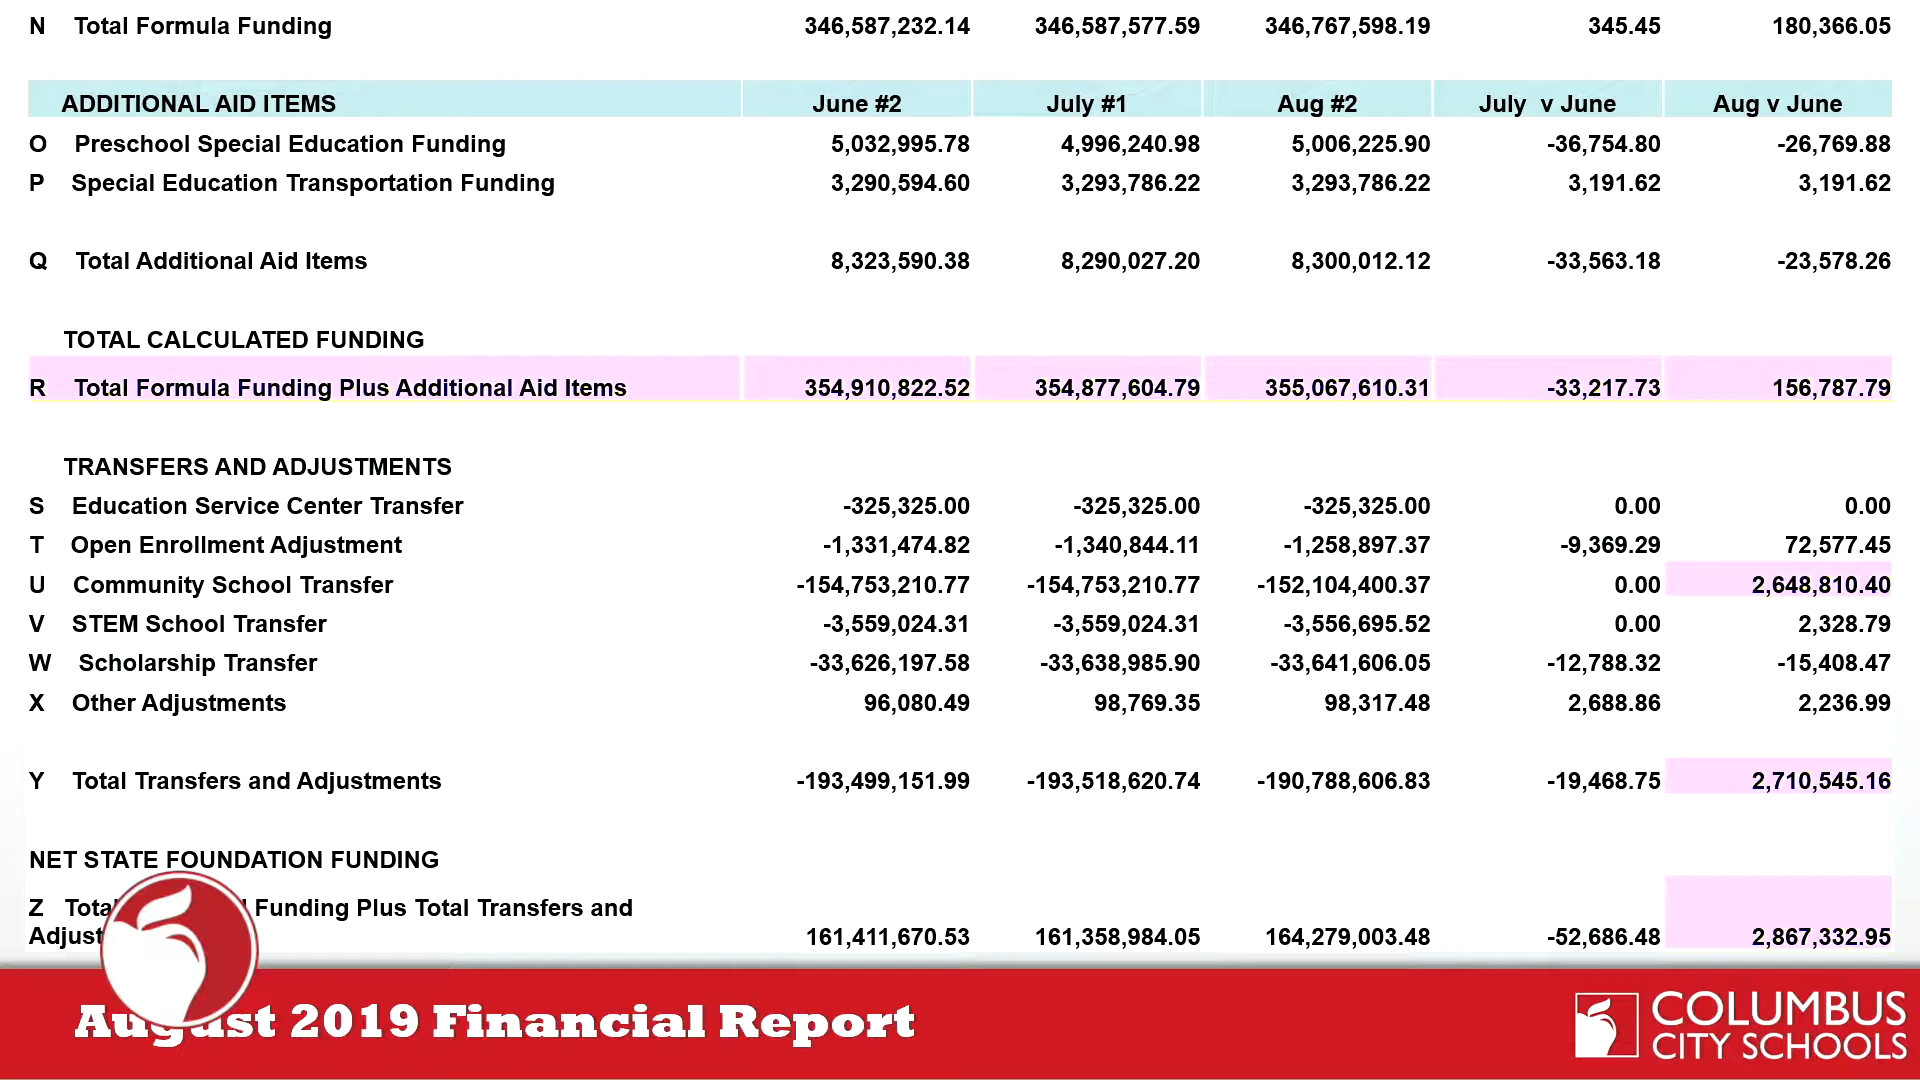 N Total Formula Funding 346,587,232.14 346,587,577.59 346,767,598.19 345.45 180,366.05
ADDITIONAL AID ITEMS June #2 July #1 Aug #2 July v June Aug v June
O Preschool Special Education Funding 5,032,995.78 4,996,240.98 5,006,225.90 -36,754.80 -26,769.88
P Special Education Transportation Funding 3,290,594.60 3,293,786.22 3,293,786.22 3,191.62 3,191.62
Q Total Additional Aid Items 8,323,590.38 8,290,027.20 8,300,012.12 -33,563.18 -23,578.26
TOTAL CALCULATED FUNDING
R Total Formula Funding Plus Additional Aid Items 354,910,822.52 354,877,604.79 355,067,610.31 -33,217.73 156,787.79
TRANSFERS AND ADJUSTMENTS
S Education Service Center Transfer -325,325.00 -325,325.00 -325,325.00 0.00 0.00
T Open Enrollment Adjustment -1,331,474.82 -1,340,844.11 -1,258,897.37 -9,369.29 72,577.45
U Community School Transfer -154,753,210.77 -154,753,210.77 -152,104,400.37 0.00 2,648,810.40
V STEM School Transfer -3,559,024.31 -3,559,024.31 -3,556,695.52 0.00 2,328.79
W Scholarship Transfer -33,626,197.58 -33,638,985.90 -33,641,606.05 -12,788.32 -15,408.47
X Other Adjustments 96,080.49 98,769.35 98,317.48 2,688.86 2,236.99
Y Total Transfers and Adjustments -193,499,151.99 -193,518,620.74 -190,788,606.83 -19,468.75 2,710,545.16
NET STATE FOUNDATION FUNDING
Z Funding Plus Total Transfers and
161,411,670.53 161,358,984.05 164,279,003.48 -52,686.48 2,867,332.95
August 2019 Financial Report
COLUMBUS
CITY SCHOOLS